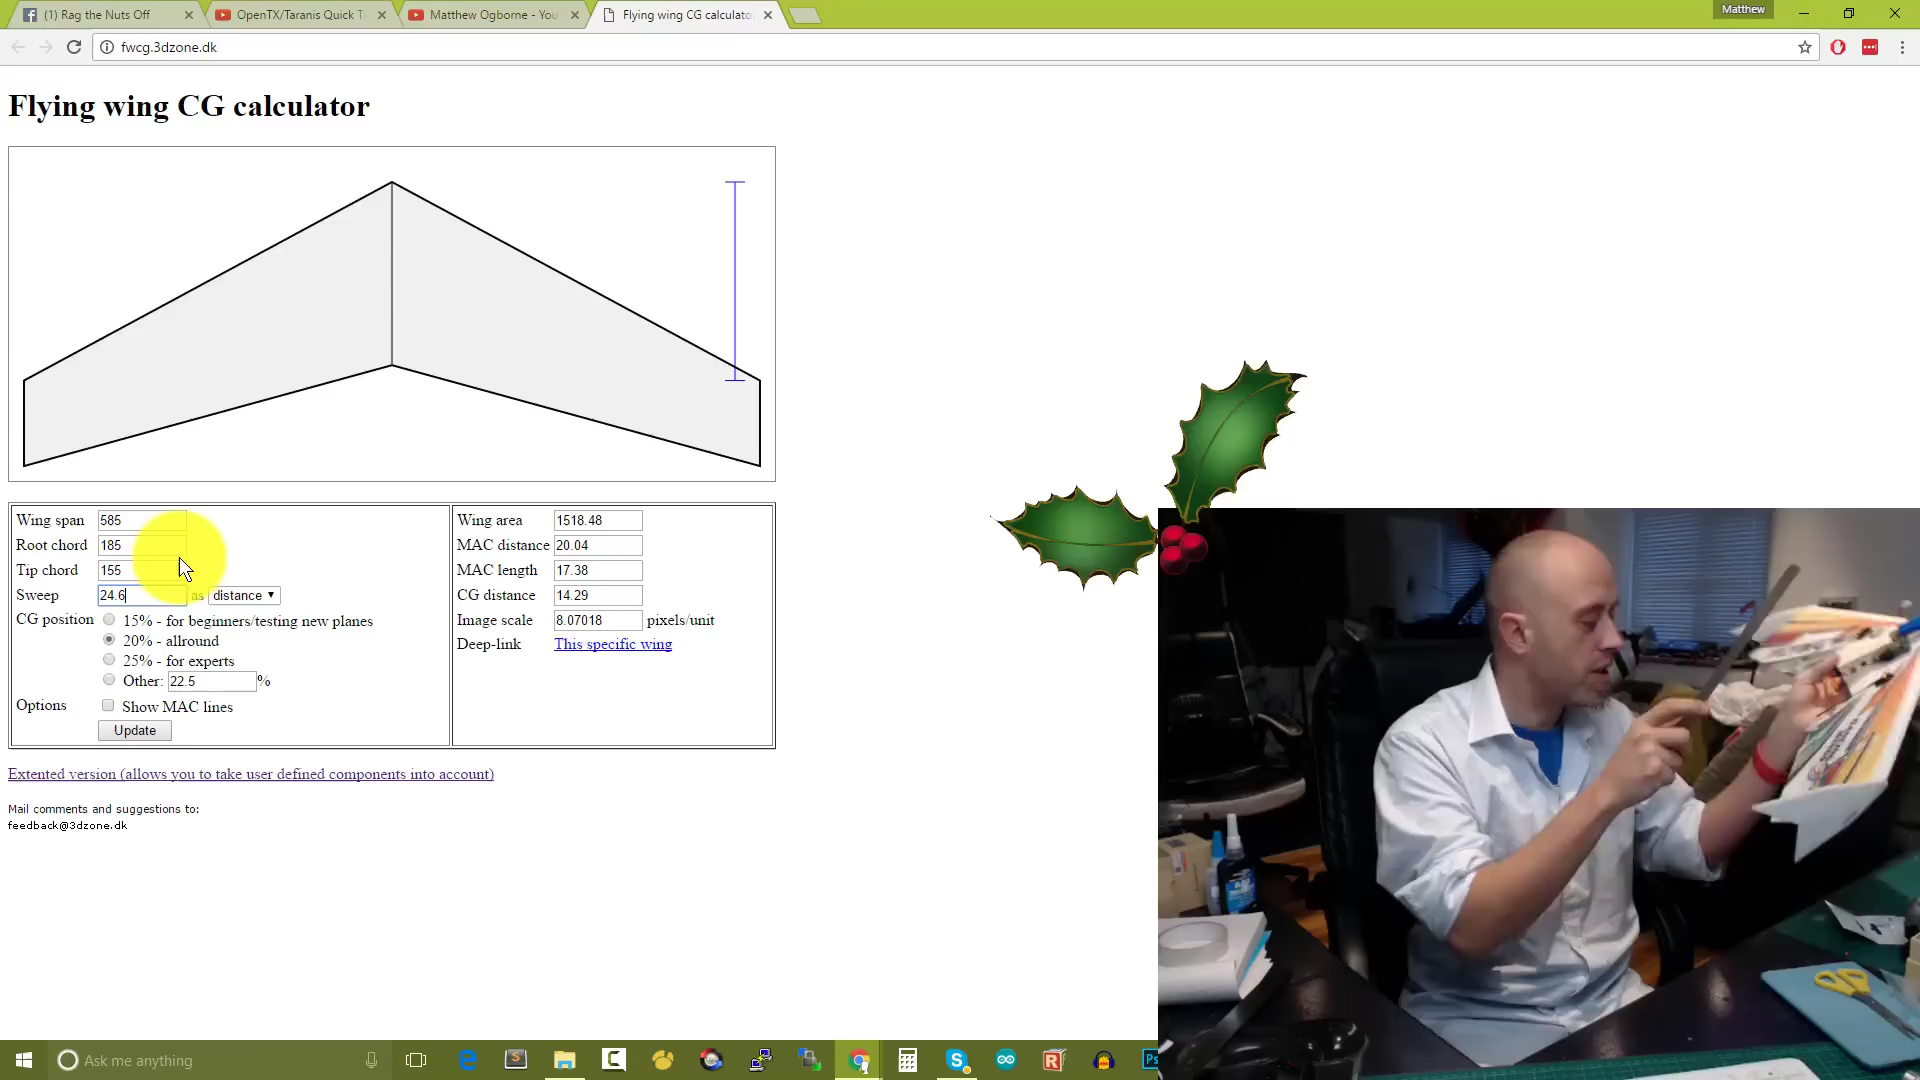 (1) Rag the Nuts Off
OpenTX/Taranis Quick T
Matthew Ogborne - You
Flying wing CG calculato
Matthew
fwcg.3dzone.dk
Flying wing CG calculator
Wing span 585
Root chord 185
Tip chord 155
Sweep 24.6 as distance
CG position 15% - for beginners/testing new planes
20% - allround
25% - for experts
Other: 22.5 %
Options Show MAC lines
Update
Wing area 1518.48
MAC distance 20.04
MAC length 17.38
CG distance 14.29
Image scale 8.07018 pixels/unit
Deep-link This specific wing
Extented version (allows you to take user defined components into account)
Mail comments and suggestions to:
feedback@3dzone.dk
Ask me anything
Ps